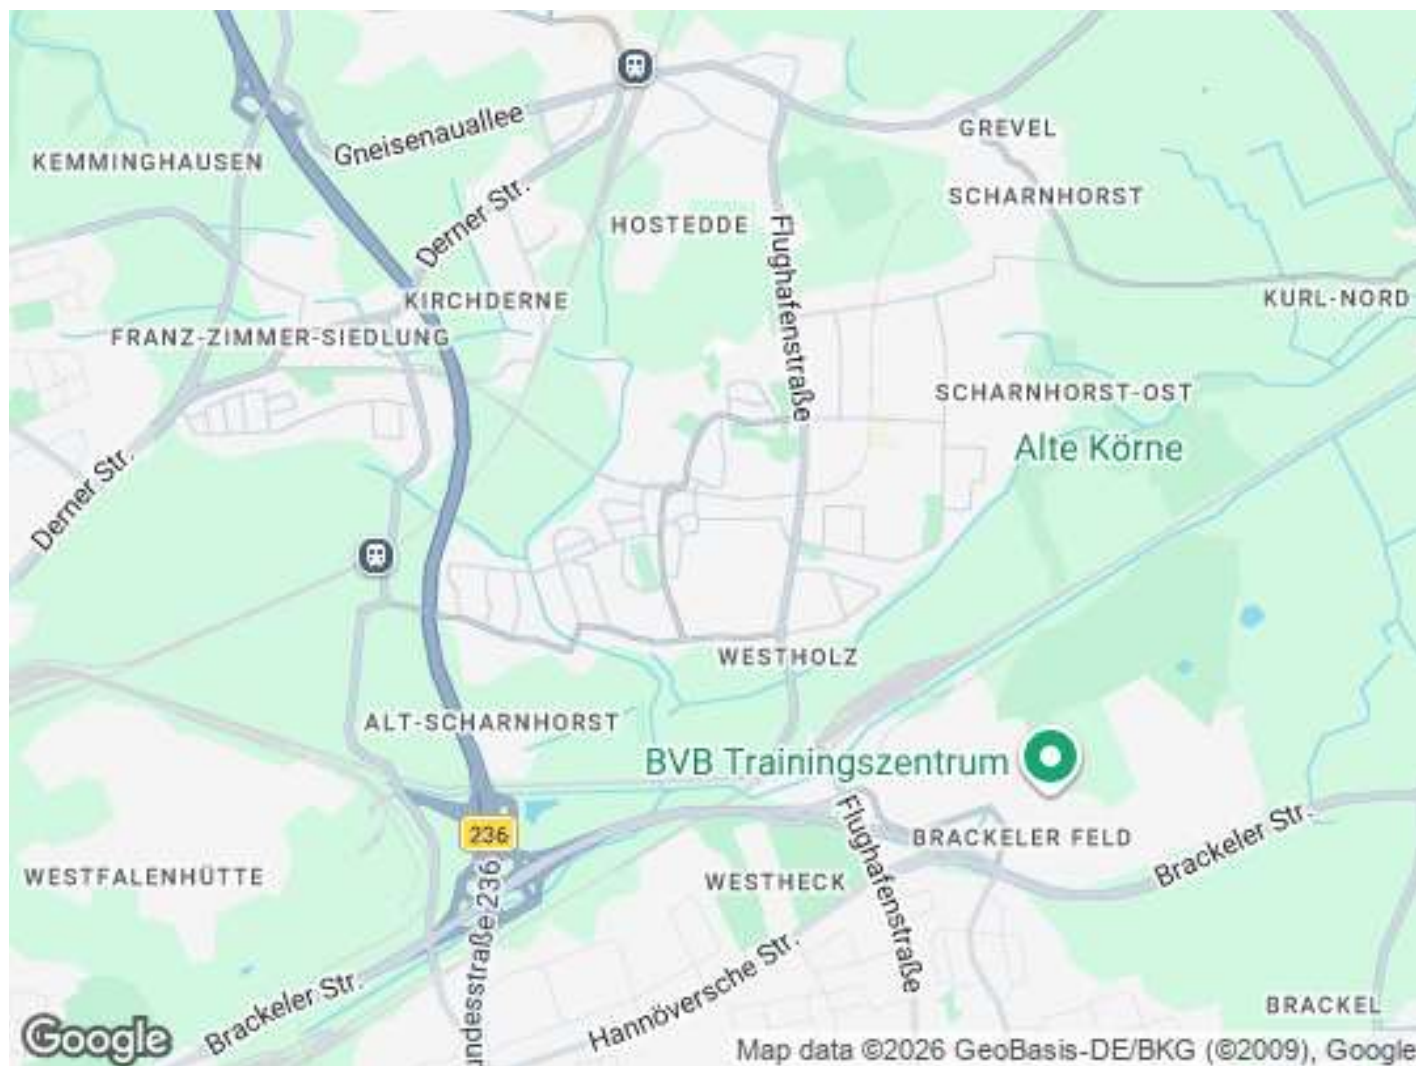 Gneisenauallee
GREVEL
KEMMINGHAUSEN
SCHARNHORST
Derner Str.
HOSTEDDE
Flughafenstraße
KIRCHDERNE
KURL-NORD
FRANZ-ZIMMER-SIEDLUNG
SCHARNHORST-OST
Alte Körne
Derner Str.
WESTHOLZ
ALT-SCHARNHORST
BVB Trainingszentrum
236
Flughafenstraße
BRACKELER FELD
Brackeler Str.
WESTFALENHÜTTE
WESTHECK
undesstraße 236
Hannöversche Str.
Brackeler Str.
BRACKEL
Google
Map data ©2026 GeoBasis-DE/BKG (©2009), Google